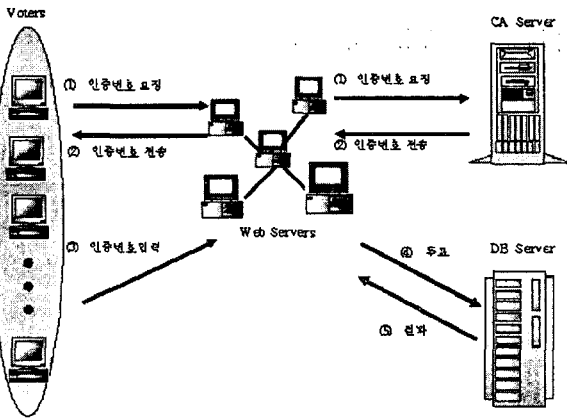 Voters
CA Server
(1) 인증번호 요청
(1) 인증번호 요청
(2) 인증번호 전송
(2) 인증번호 전송
(3) 인증번호입력
Web Servers
(4) 투표
DB Server
(5) 결과